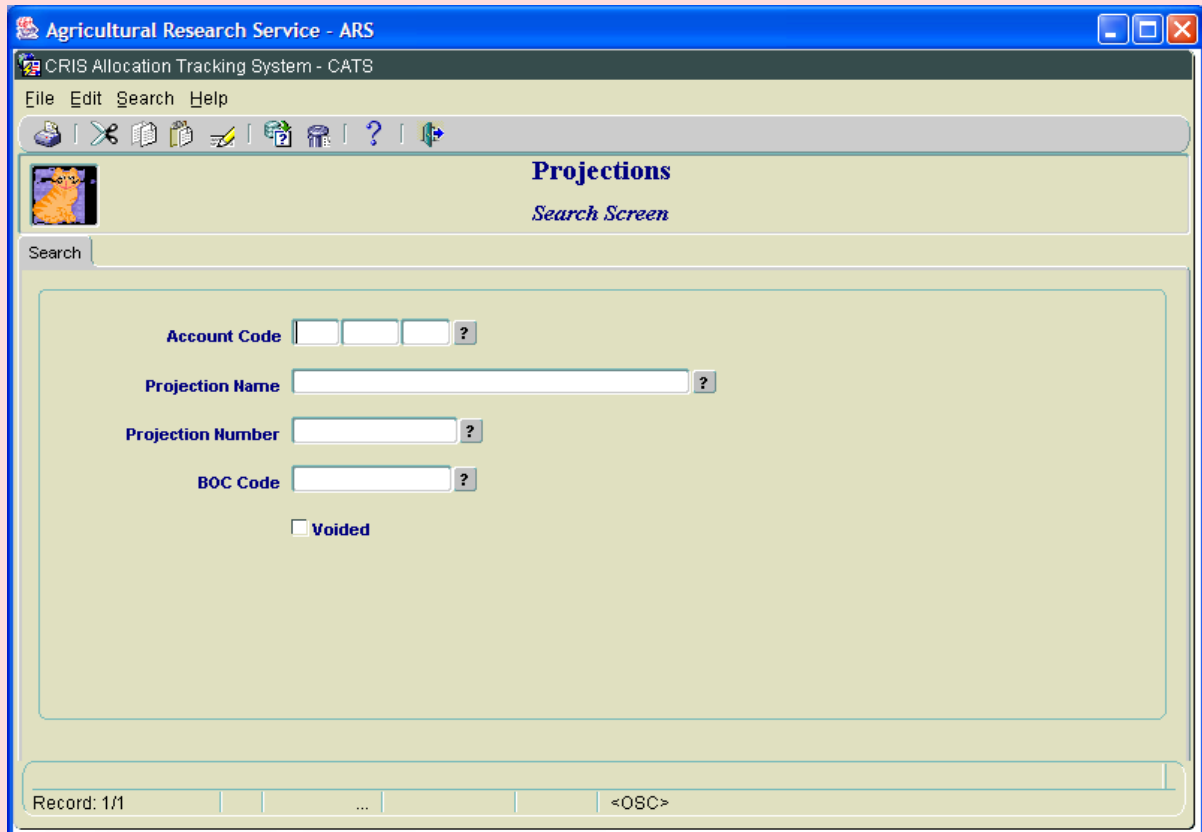 Agricultural Research Service - ARS
CRIS Allocation Tracking System - CATS
File Edit Search Help
?
Projections
Search Screen
Search
Account Code ?
Projection Name ?
Projection Number ?
BOC Code ?
Voided
Record: 1/1 ... <OSC>